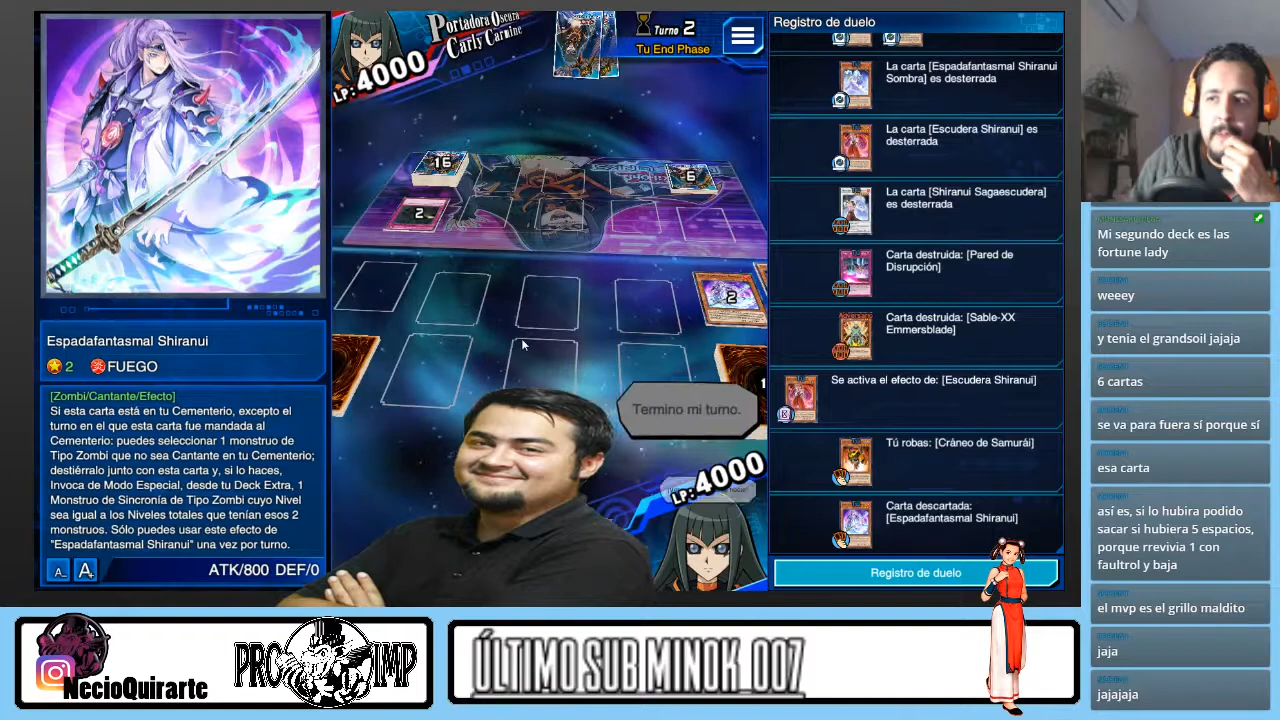 Espadafantasmal Shiranui
2 FUEGO
[Zombi/Cantante/Efecto]
Si esta carta está en tu Cementerio, excepto el
turno en el que esta carta fue mandada al
Cementerio: puedes seleccionar 1 monstruo de
Tipo Zombi que no sea Cantante en tu Cementerio;
destiérralo junto con esta carta y, si lo haces,
Invoca de Modo Especial, desde tu Deck Extra, 1
Monstruo de Sincronía de Tipo Zombi cuyo Nivel
sea igual a los Niveles totales que tenían esos 2
monstruos. Sólo puedes usar este efecto de
"Espadafantasmal Shiranui" una vez por turno.
A- A+ ATK/800 DEF/0
Portadora Oscura
Carly Carmine
LP: 4000
Turno 2
Tu End Phase
16
6
2
2
Termino mi turno.
LP: 4000
Registro de duelo
La carta [Espadafantasmal Shiranui
Sombra] es desterrada
La carta [Escudera Shiranui] es
desterrada
La carta [Shiranui Sagaescudera]
es desterrada
Carta destruida: [Pared de
Disrupción]
Adversario
Carta destruida: [Sable-XX
Emmersblade]
Se activa el efecto de: [Escudera Shiranui]
Tú robas: [Cráneo de Samurái]
Carta descartada:
[Espadafantasmal Shiranui]
Registro de duelo
Mi segundo deck es las
fortune lady
weeey
y tenia el grandsoil jajaja
6 cartas
se va para fuera sí porque sí
esa carta
así es, si lo hubira podido
sacar si hubiera 5 espacios,
porque rrevivia 1 con
faultrol y baja
el mvp es el grillo maldito
jaja
jajajaja
NecioQuirarte
ÚLTIMO SUB MINOK_007